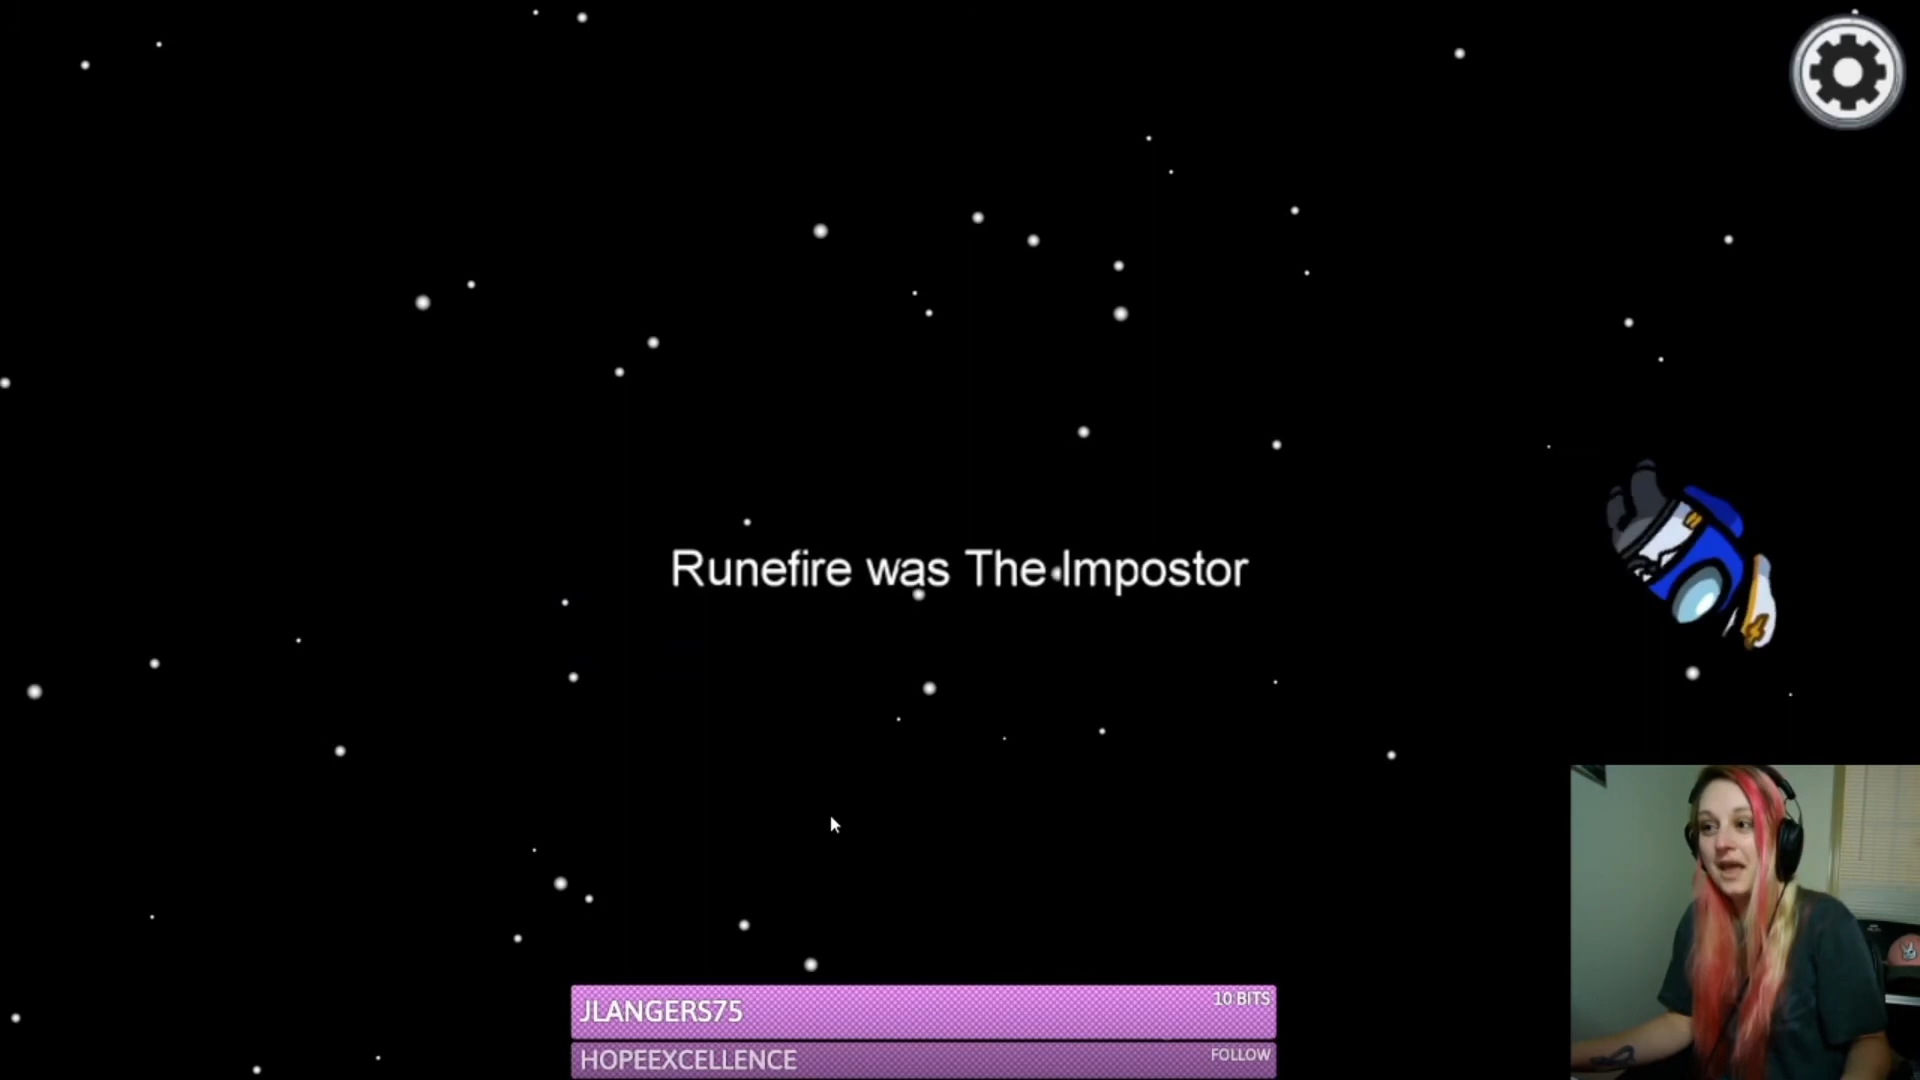 Runefire was The Impostor
JLANGERS75
10 BITS
HOPEEXCELLENCE
FOLLOW